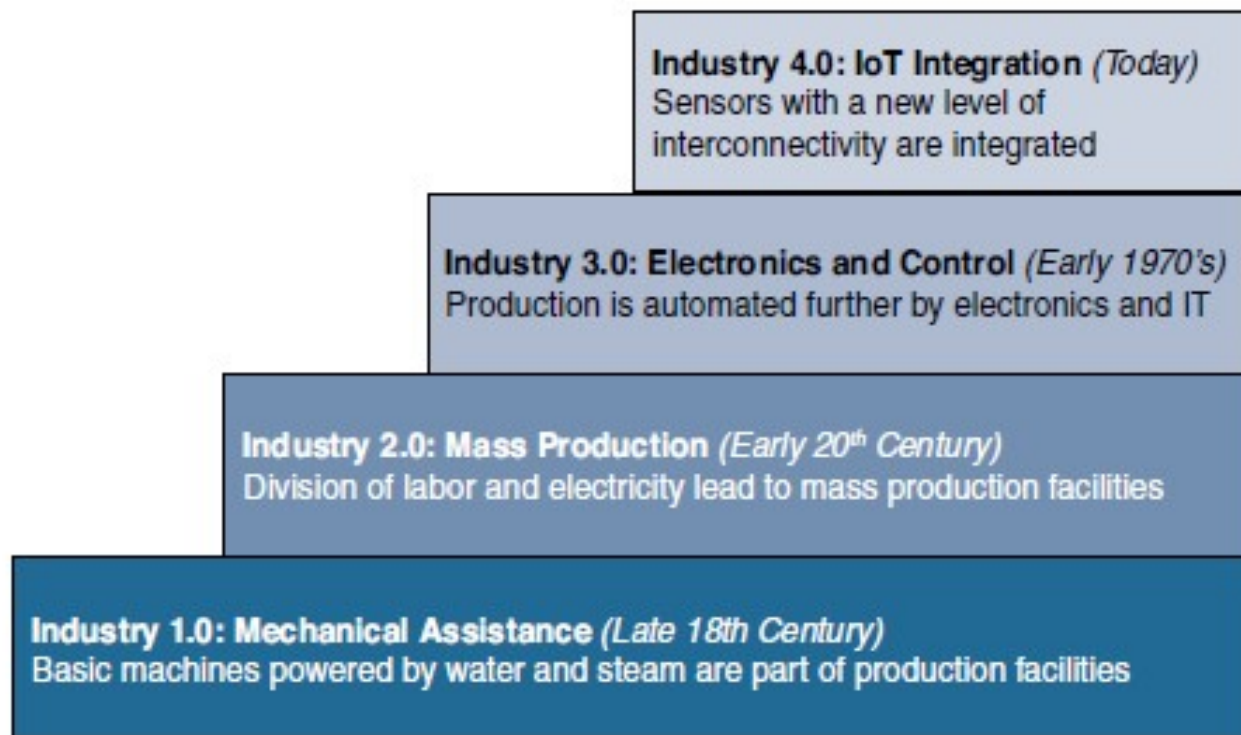 Industry 4.0: IoT Integration (Today)
Sensors with a new level of
interconnectivity are integrated
Industry 3.0: Electronics and Control (Early 1970's)
Production is automated further by electronics and IT
Industry 2.0: Mass Production (Early 20th Century)
Division of labor and electricity lead to mass production facilities
Industry 1.0: Mechanical Assistance (Late 18th Century)
Basic machines powered by water and steam are part of production facilities